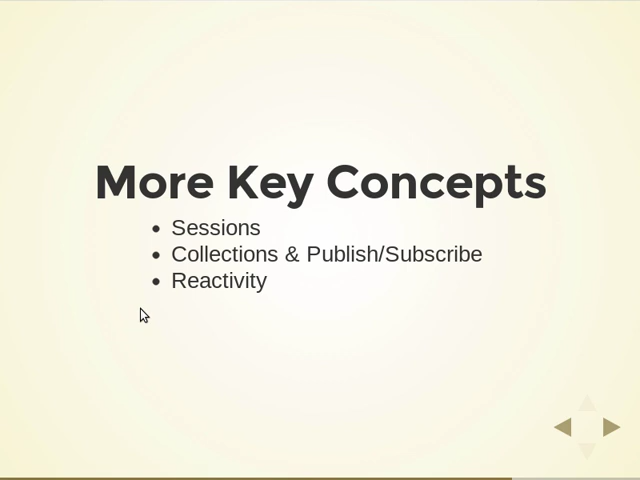 More Key Concepts
• Sessions
• Collections & Publish/Subscribe
• Reactivity